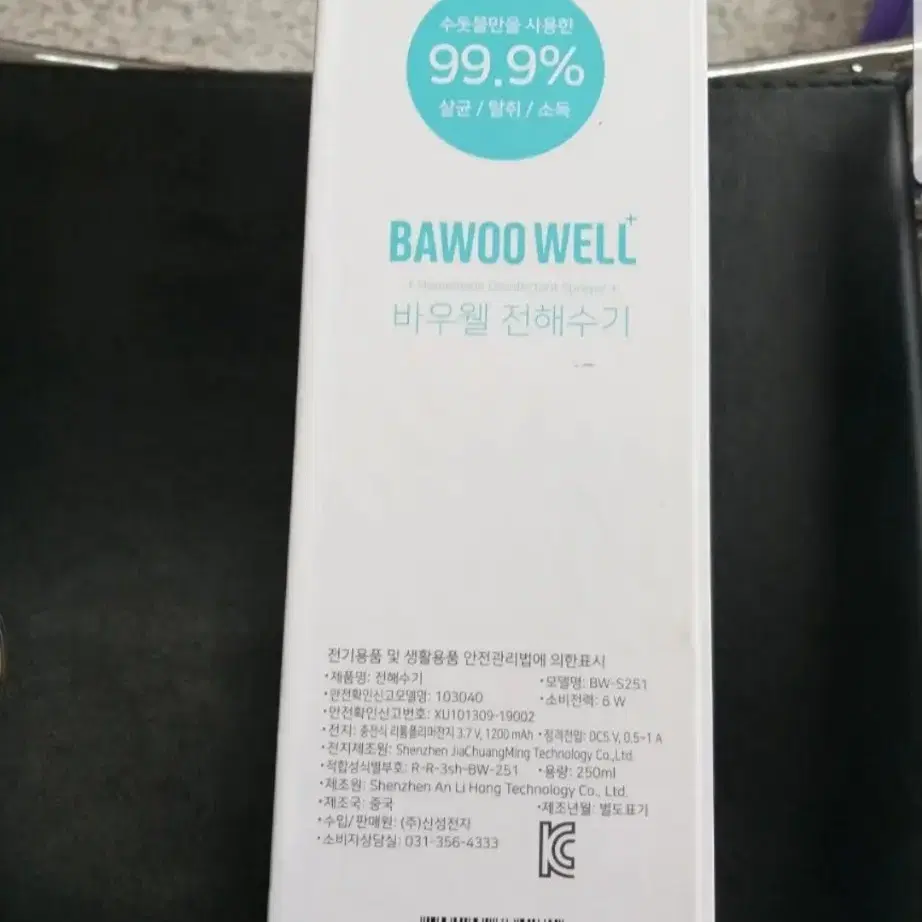 수돗물만을 사용한
99.9%
살균 / 탈취 / 소독
BAWOO WELL+
+ Homemade Disinfectant Sprayer +
바우웰 전해수기
전기용품 및 생활용품 안전관리법에 의한표시
•제품명: 전해수기 •모델명: BW-S251
•안전확인신고모델명: 103040 •소비전력: 6 W
•안전확인신고번호: XU101309-19002
•전지: 충전식 리튬폴리머전지 3.7 V, 1200 mAh •정격전압: DC5 V, 0.5~1 A
•전지제조원: Shenzhen JiaChuangMing Technology Co.,Ltd.
•적합성식별부호: R-R-3sh-BW-251 •용량: 250ml
•제조원: Shenzhen An Li Hong Technology Co., Ltd.
•제조국: 중국 •제조년월: 별도표기
•수입/판매원: (주)산성전자
•소비자상담실: 031-356-4333